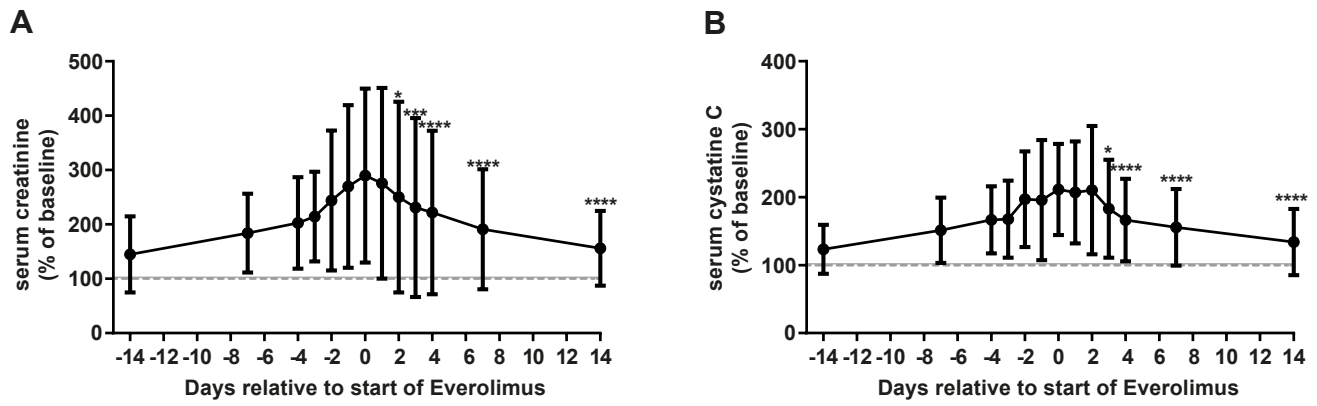 A
serum creatinine
(% of baseline)
500
400
300
200
100
0
*
***
****
****
****
-14 -12 -10 -8 -6 -4 -2 0 2 4 6 8 10 12 14
Days relative to start of Everolimus
B
serum cystatine C
(% of baseline)
400
300
200
100
0
*
****
****
****
-14 -12 -10 -8 -6 -4 -2 0 2 4 6 8 10 12 14
Days relative to start of Everolimus